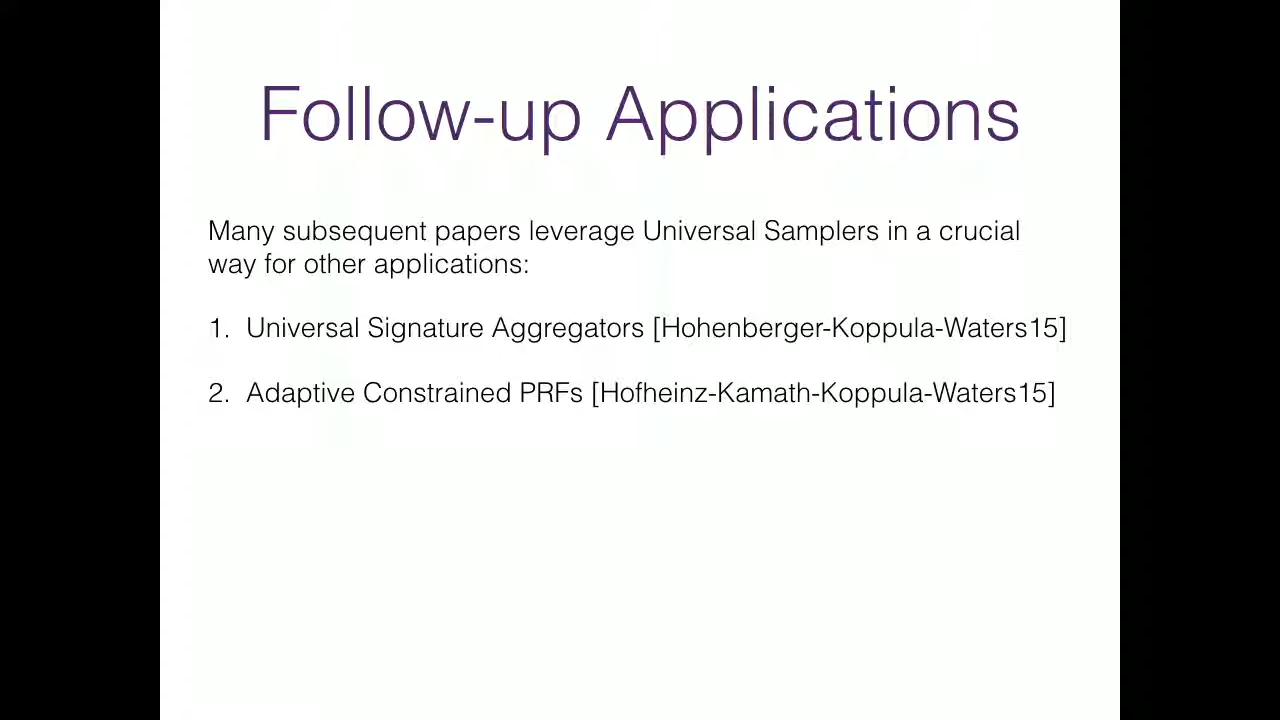 Follow-up Applications
Many subsequent papers leverage Universal Samplers in a crucial
way for other applications:
1. Universal Signature Aggregators [Hohenberger-Koppula-Waters15]
2. Adaptive Constrained PRFs [Hofheinz-Kamath-Koppula-Waters15]